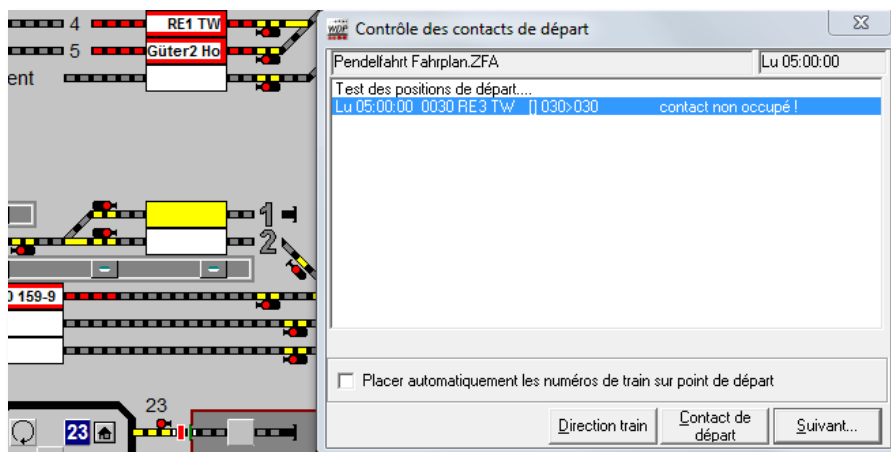 4 RE1 TW
5 Güter2 Ho
ent
1
2
0 159-9
23
23
WDP Contrôle des contacts de départ
Pendelfahrt Fahrplan.ZFA Lu 05:00:00
Test des positions de départ....
Lu 05:00:00 0030 RE3 TW [] 030>030 contact non occupé !
Placer automatiquement les numéros de train sur point de départ
Direction train
Contact de
départ
Suivant...